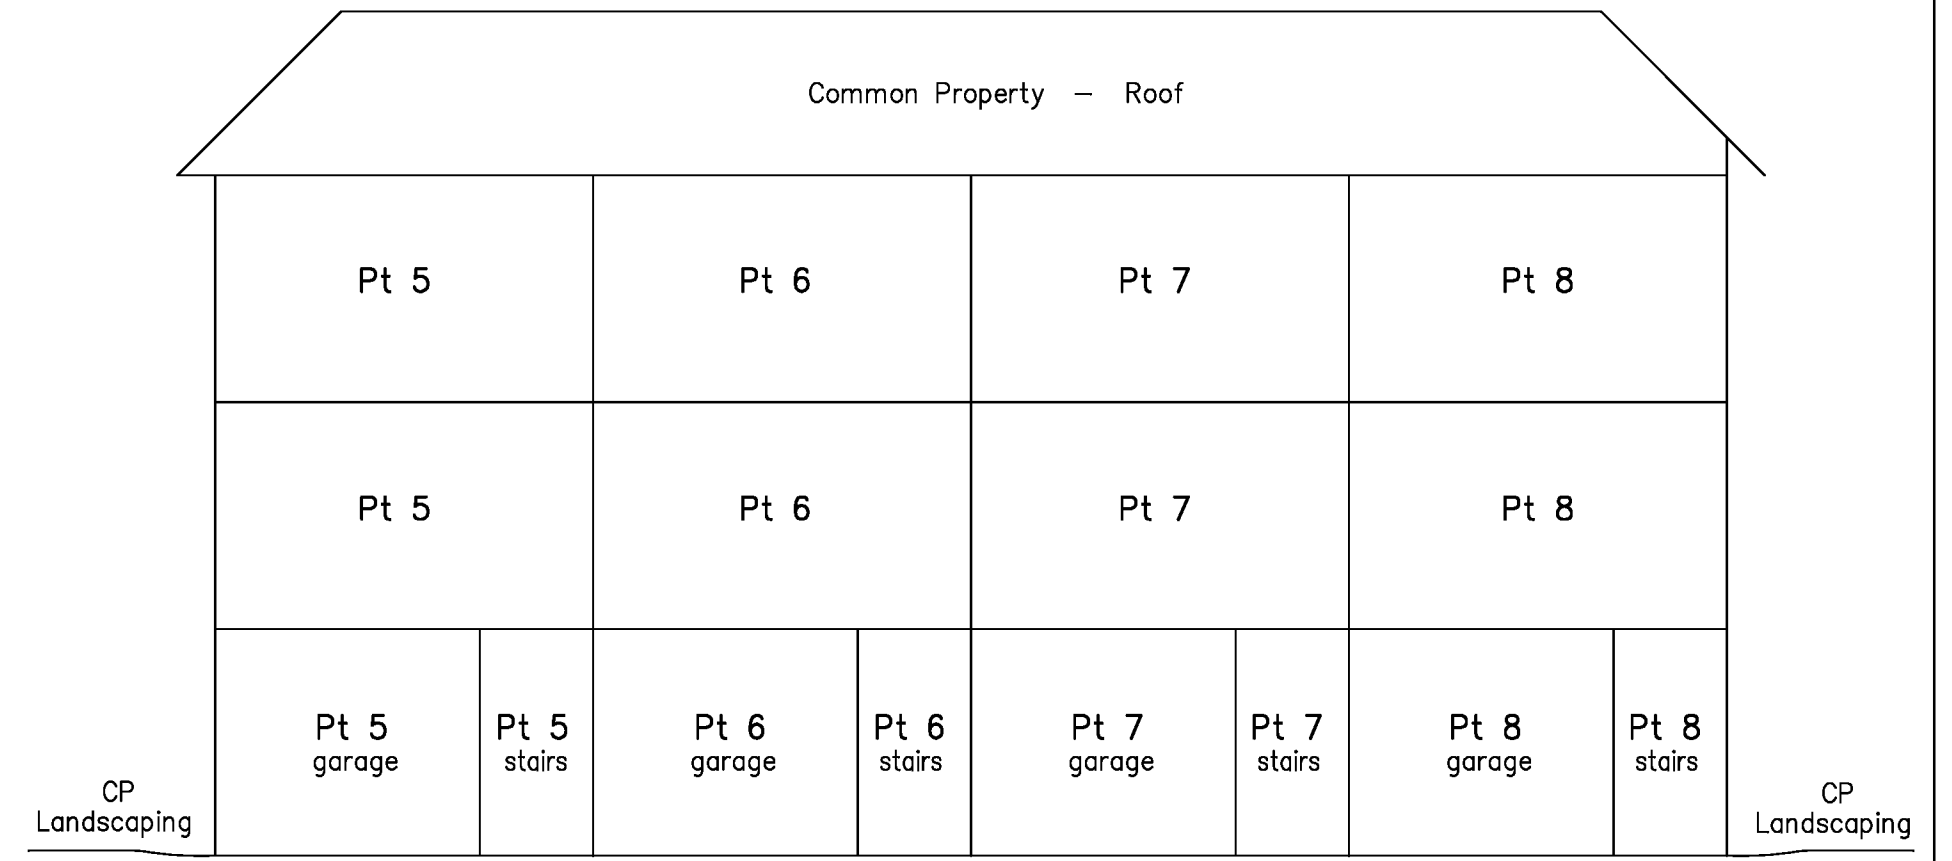 Common Property – Roof
Pt 5
Pt 6
Pt 7
Pt 8
Pt 5
Pt 6
Pt 7
Pt 8
Pt 5
garage
Pt 5
stairs
Pt 6
garage
Pt 6
stairs
Pt 7
garage
Pt 7
stairs
Pt 8
garage
Pt 8
stairs
CP
Landscaping
CP
Landscaping